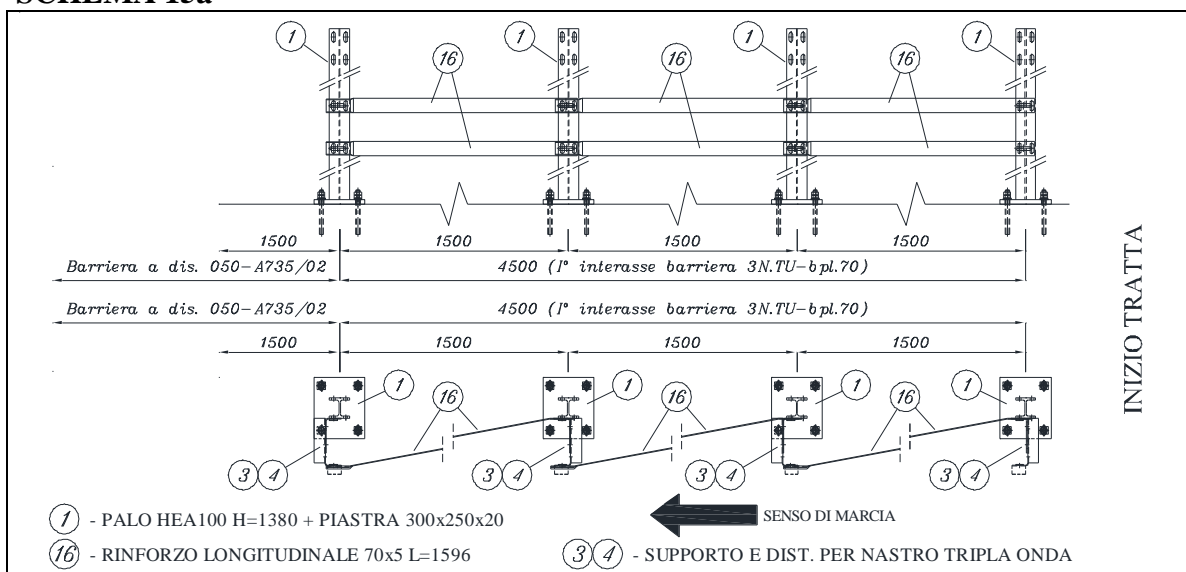 SCHEMA 13a
1 1 1 1
16 16 16
1500 1500 1500 1500
Barriera a dis. 050-A735/02 4500 (I° interasse barriera 3N.TU-bpl.70)
Barriera a dis. 050-A735/02 4500 (I° interasse barriera 3N.TU-bpl.70)
1500 1500 1500 1500
1 1 1 1
16 16 16
3 4 3 4 3 4 3 4
INIZIO TRATTA
1 - PALO HEA100 H=1380 + PIASTRA 300x250x20
SENSO DI MARCIA
16 - RINFORZO LONGITUDINALE 70x5 L=1596
3 4 - SUPPORTO E DIST. PER NASTRO TRIPLA ONDA